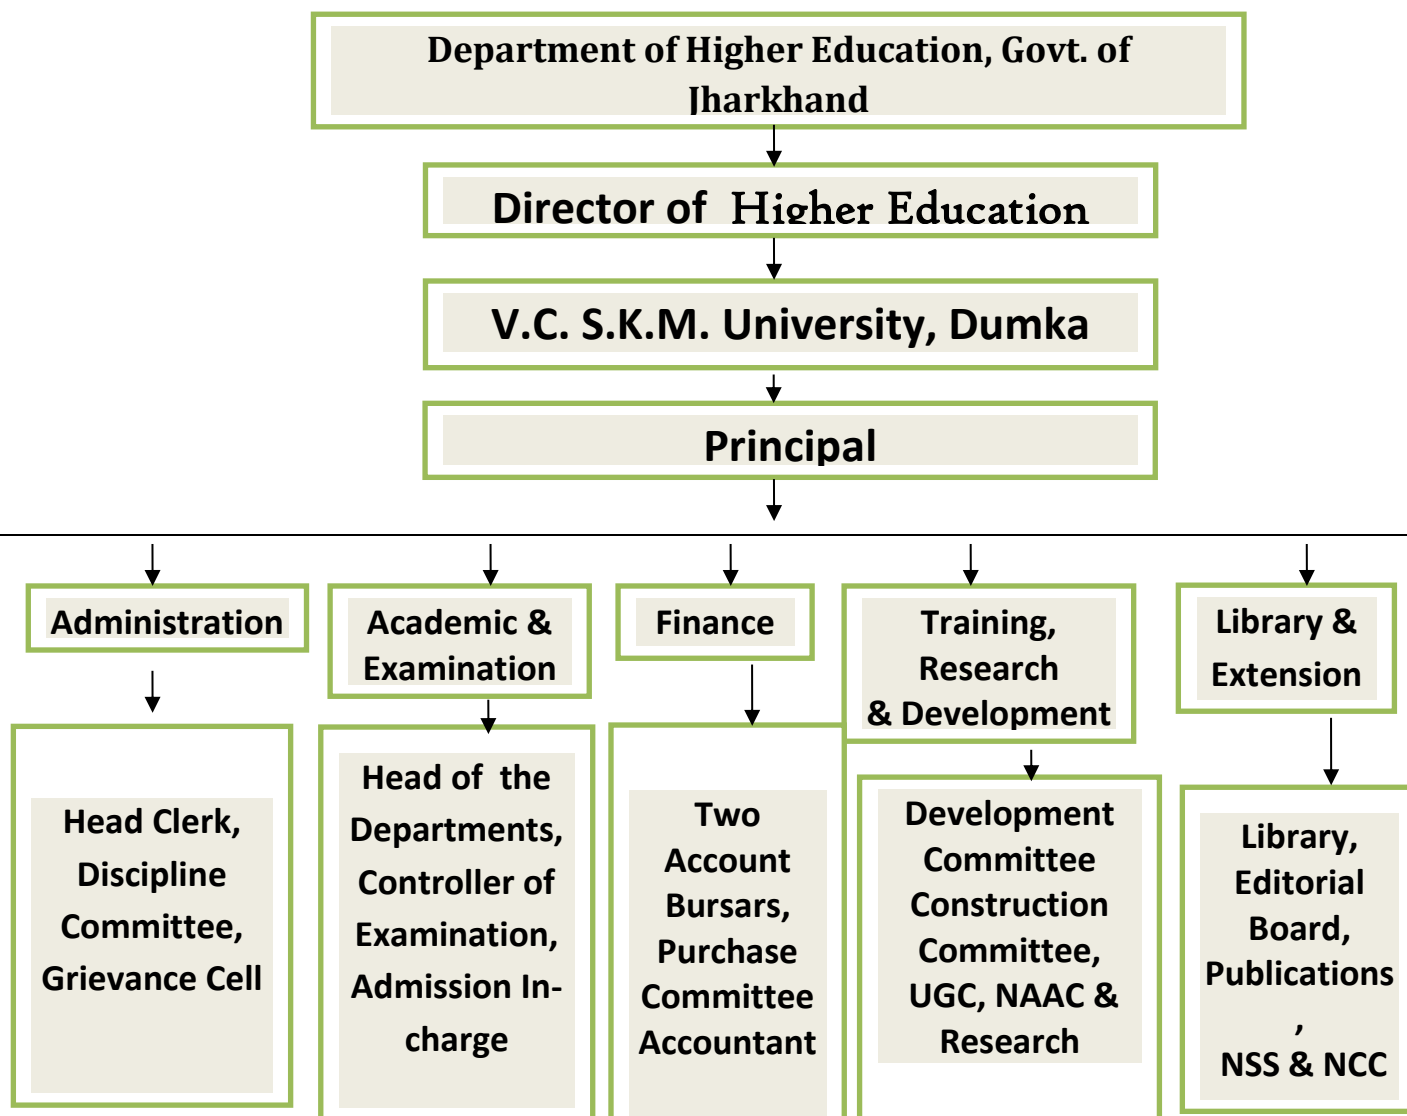 Department of Higher Education, Govt. of
Jharkhand
Director of Higher Education
V.C. S.K.M. University, Dumka
Principal
Administration
Academic &
Examination
Finance
Training,
Research
& Development
Library &
Extension
Head Clerk,
Discipline
Committee,
Grievance Cell
Head of the
Departments,
Controller of
Examination,
Admission In-
charge
Two
Account
Bursars,
Purchase
Committee
Accountant
Development
Committee
Construction
Committee,
UGC, NAAC &
Research
Library,
Editorial
Board,
Publications
,
NSS & NCC